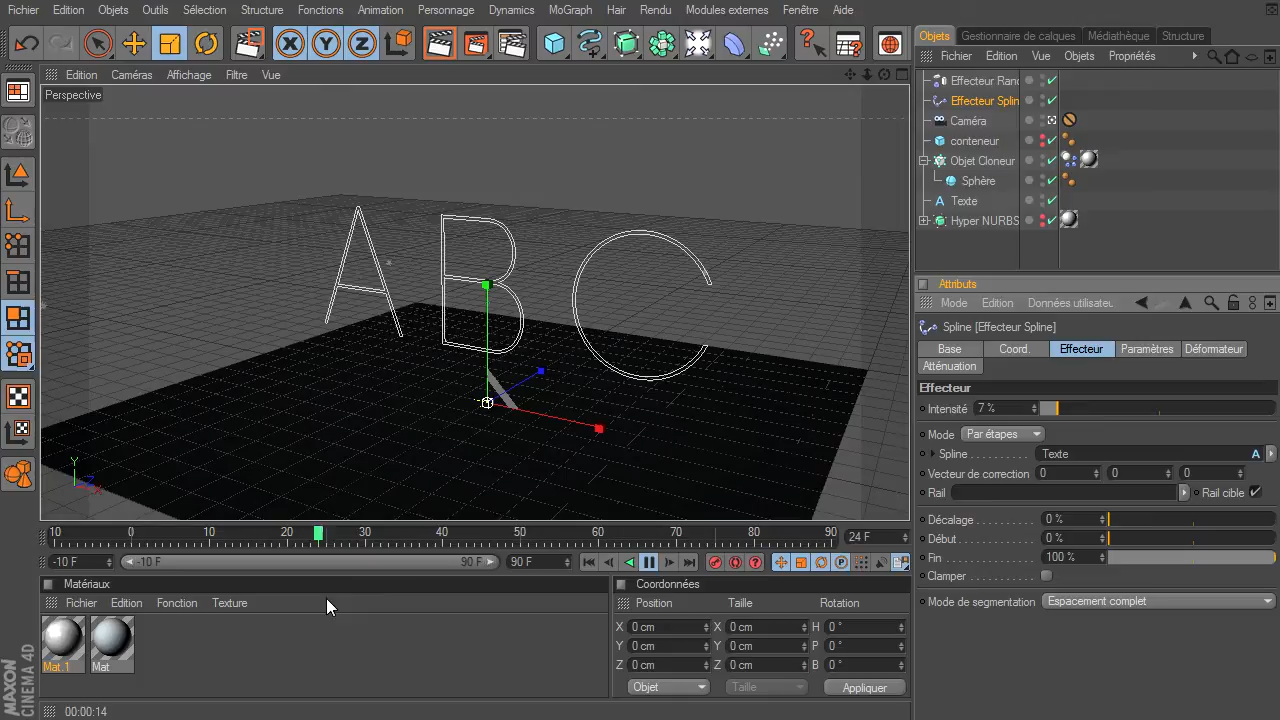 Fichier Edition Objets Outils Sélection Structure Fonctions Animation Personnage Dynamics MoGraph Hair Rendu Modules externes Fenêtre Aide
Objets Gestionnaire de calques Médiathèque Structure
Fichier Edition Vue Objets Propriétés
Edition Caméras Affichage Filtre Vue
Perspective
Effecteur Ranc
Effecteur Splin
Caméra
conteneur
Objet Cloneur
Sphère
A Texte
Hyper NURBS
A B C
Y
Z
X
Attributs
Mode Edition Données utilisateu
Spline [Effecteur Spline]
Base Coord. Effecteur Paramètres Déformateur
Atténuation
Effecteur
Intensité 7 %
Mode Par étapes
Spline Texte A
Vecteur de correction 0 0 0
Rail Rail cible
Décalage 0 %
Début 0 %
Fin 100 %
Clamper
Mode de segmentation Espacement complet
10 0 10 20 30 40 50 60 70 80 90 24 F
-10 F -10 F 90 F 90 F
Matériaux
Fichier Edition Fonction Texture
Mat.1 Mat
Coordonnées
Position Taille Rotation
X 0 cm X 0 cm H 0 °
Y 0 cm Y 0 cm P 0 °
Z 0 cm Z 0 cm B 0 °
Objet Taille Appliquer
MAXON
CINEMA 4D
00:00:14